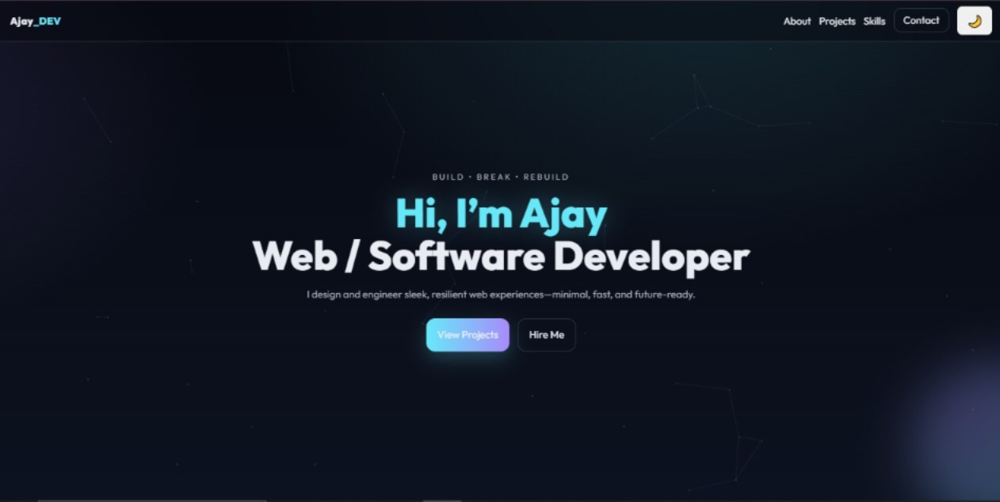 Ajay_DEV
About Projects Skills Contact
BUILD • BREAK • REBUILD
Hi, I’m Ajay
Web / Software Developer
I design and engineer sleek, resilient web experiences—minimal, fast, and future-ready.
View Projects Hire Me